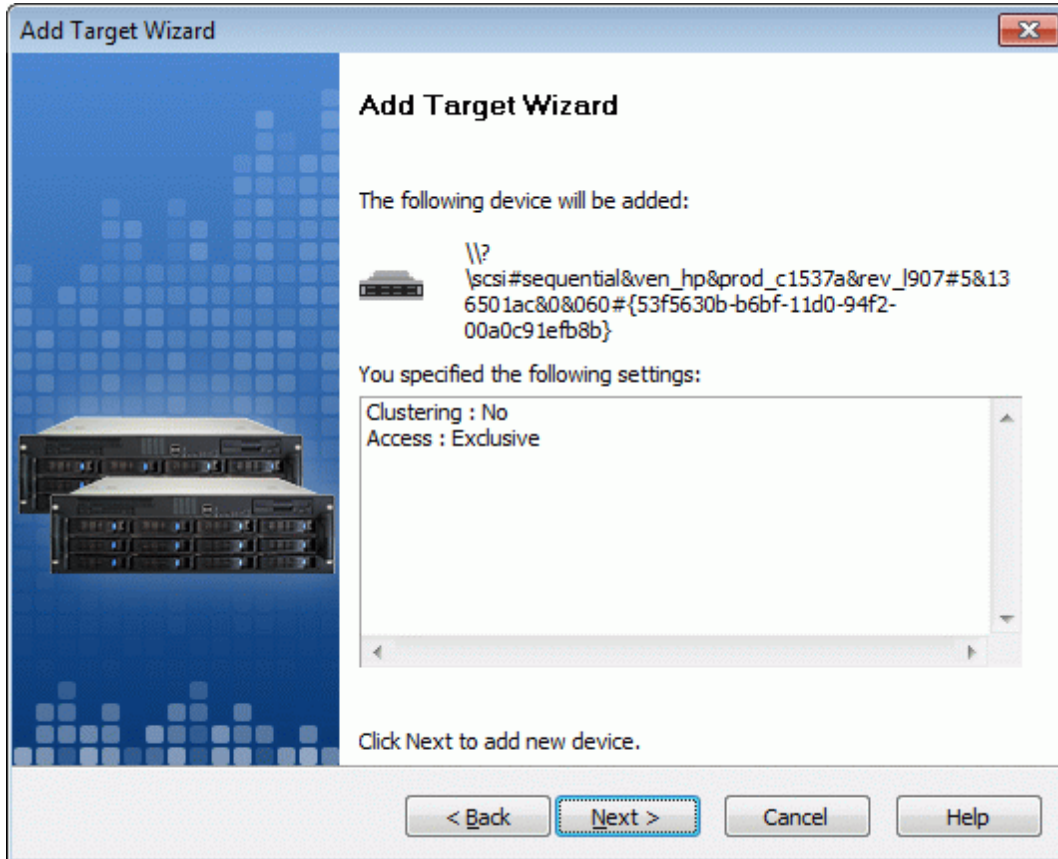 Add Target Wizard
Add Target Wizard
The following device will be added:
\\?
\scsi#sequential&ven_hp&prod_c1537a&rev_l907#5&13
6501ac&0&060#{53f5630b-b6bf-11d0-94f2-
00a0c91efb8b}
You specified the following settings:
Clustering : No
Access : Exclusive
Click Next to add new device.
< Back
Next >
Cancel
Help